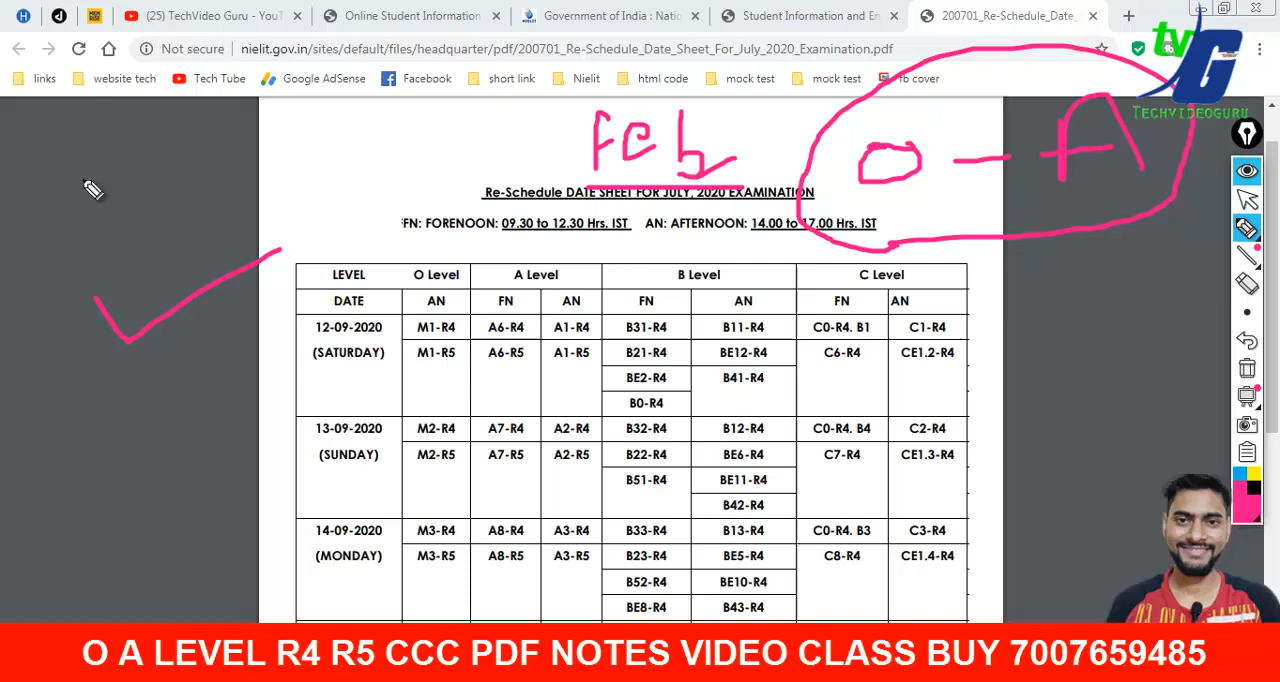 (25) TechVideo Guru - YouT
Online Student Information
Government of India : Nation
Student Information and En
200701_Re-Schedule_Date_
Not secure
nielit.gov.in/sites/default/files/headquarter/pdf/200701_Re-Schedule_Date_Sheet_For_July_2020_Examination.pdf
links website tech Tech Tube Google AdSense Facebook short link Nielit html code mock test mock test fb cover
tv G
TECHVIDEOGURU
Feb O - A
Re-Schedule DATE SHEET FOR JULY, 2020 EXAMINATION
FN: FORENOON: 09.30 to 12.30 Hrs. IST AN: AFTERNOON: 14.00 to 17.00 Hrs. IST
LEVEL O Level A Level B Level C Level
DATE AN FN AN FN AN FN AN
12-09-2020 M1-R4 A6-R4 A1-R4 B31-R4 B11-R4 C0-R4. B1 C1-R4
(SATURDAY) M1-R5 A6-R5 A1-R5 B21-R4 BE12-R4 C6-R4 CE1.2-R4
BE2-R4 B41-R4
B0-R4
13-09-2020 M2-R4 A7-R4 A2-R4 B32-R4 B12-R4 C0-R4. B4 C2-R4
(SUNDAY) M2-R5 A7-R5 A2-R5 B22-R4 BE6-R4 C7-R4 CE1.3-R4
B51-R4 BE11-R4
B42-R4
14-09-2020 M3-R4 A8-R4 A3-R4 B33-R4 B13-R4 C0-R4. B3 C3-R4
(MONDAY) M3-R5 A8-R5 A3-R5 B23-R4 BE5-R4 C8-R4 CE1.4-R4
B52-R4 BE10-R4
BE8-R4 B43-R4
O A LEVEL R4 R5 CCC PDF NOTES VIDEO CLASS BUY 7007659485